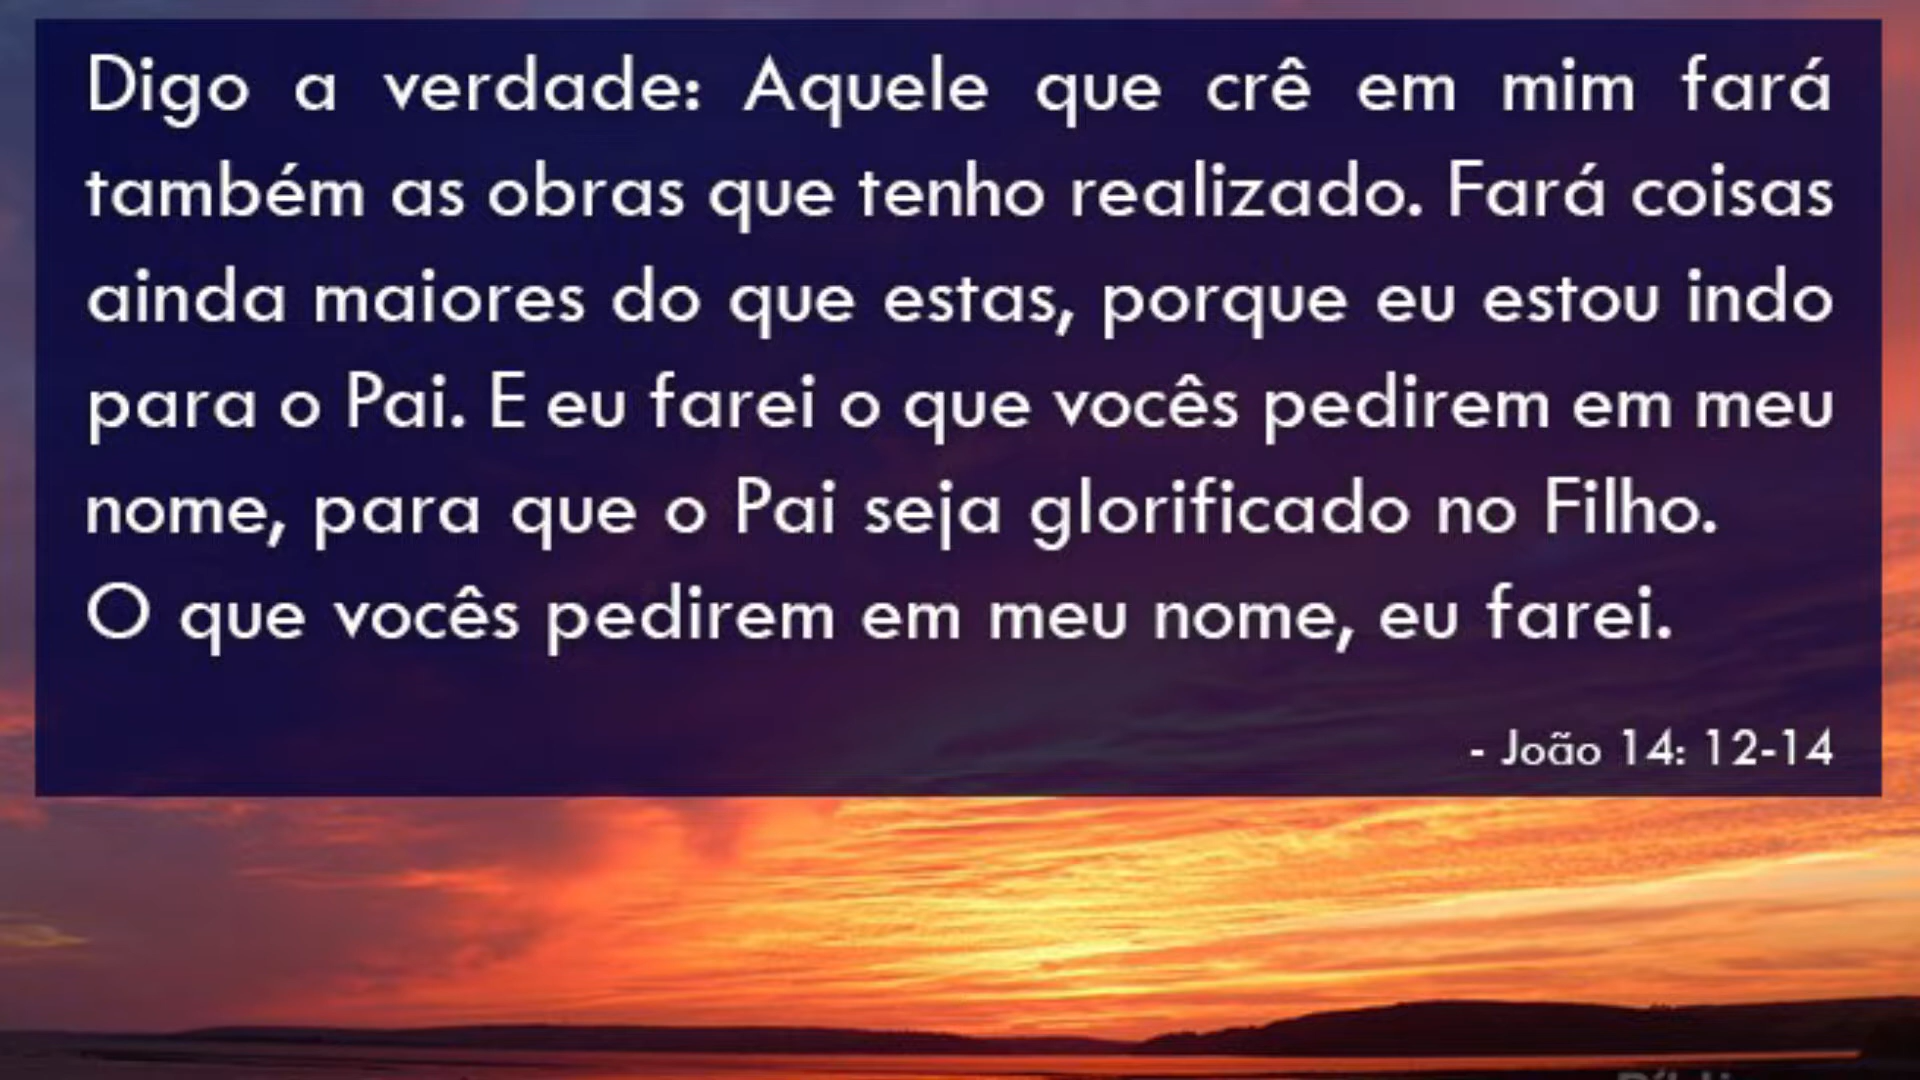 Digo a verdade: Aquele que crê em mim fará
também as obras que tenho realizado. Fará coisas
ainda maiores do que estas, porque eu estou indo
para o Pai. E eu farei o que vocês pedirem em meu
nome, para que o Pai seja glorificado no Filho.
O que vocês pedirem em meu nome, eu farei.
- João 14: 12-14